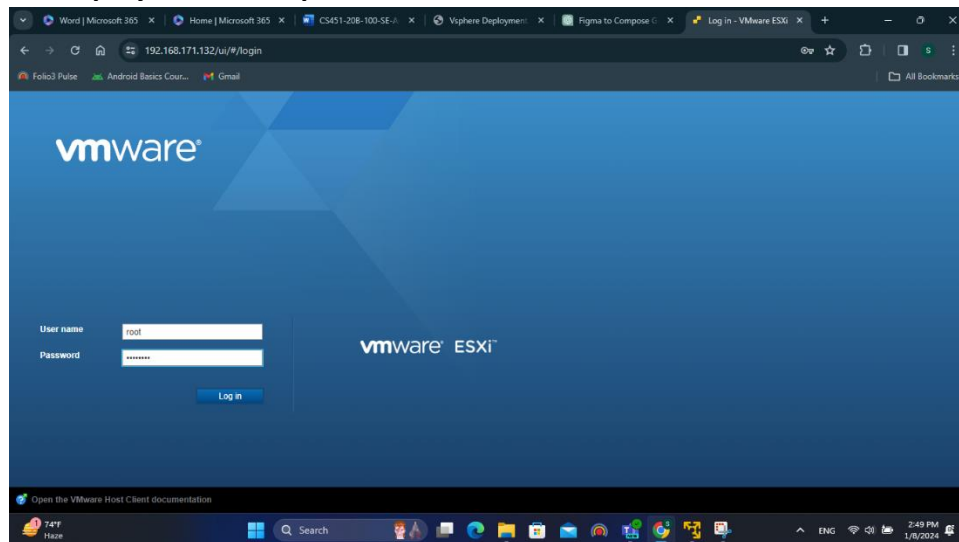 Word | Microsoft 365
Home | Microsoft 365
CS451-20B-100-SE-A
Vsphere Deployment
Figma to Compose G
Log in - VMware ESXi
192.168.171.132/ui/#/login
Folio3 Pulse
Android Basics Cour...
Gmail
All Bookmarks
vmware®
User name
root
Password
Log in
vmware® ESXi™
Open the VMware Host Client documentation
1
74°F
Haze
Search
ENG
2:49 PM
1/8/2024